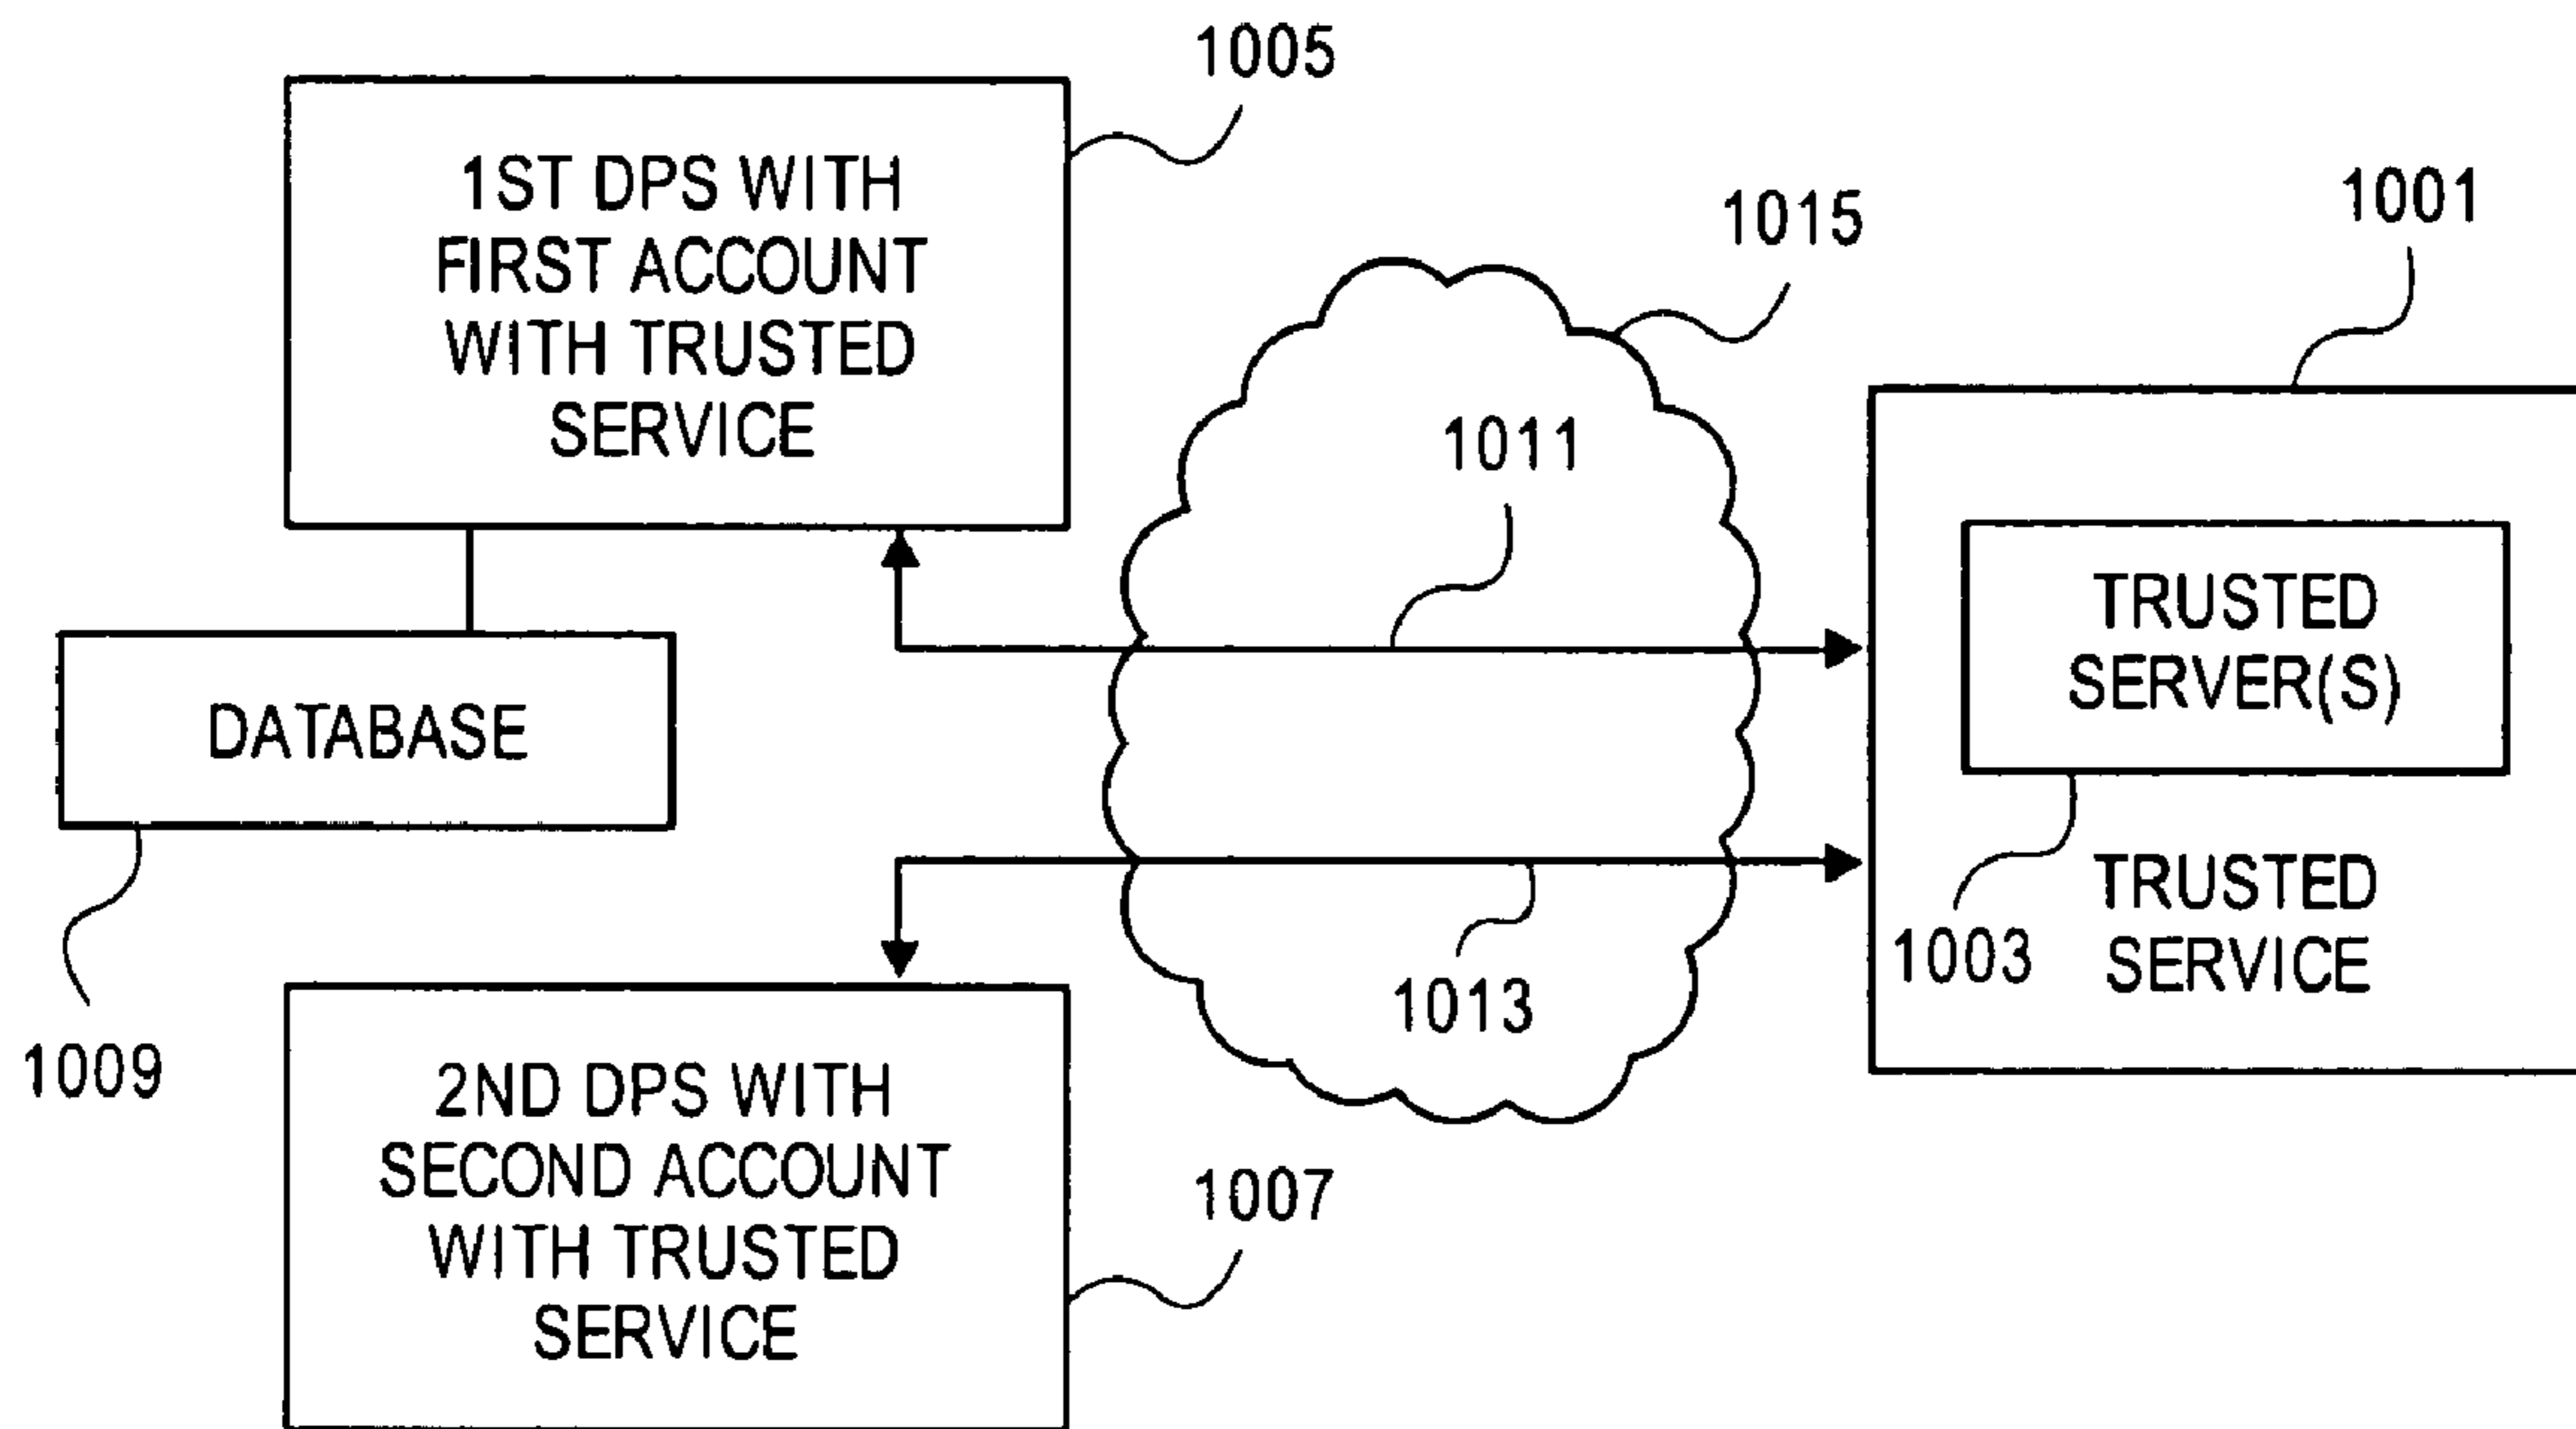 1005
1ST DPS WITH
FIRST ACCOUNT
WITH TRUSTED
SERVICE
1015
1001
1011
TRUSTED
SERVER(S)
DATABASE
1003
TRUSTED
SERVICE
1013
1009
2ND DPS WITH
SECOND ACCOUNT
WITH TRUSTED
SERVICE
1007